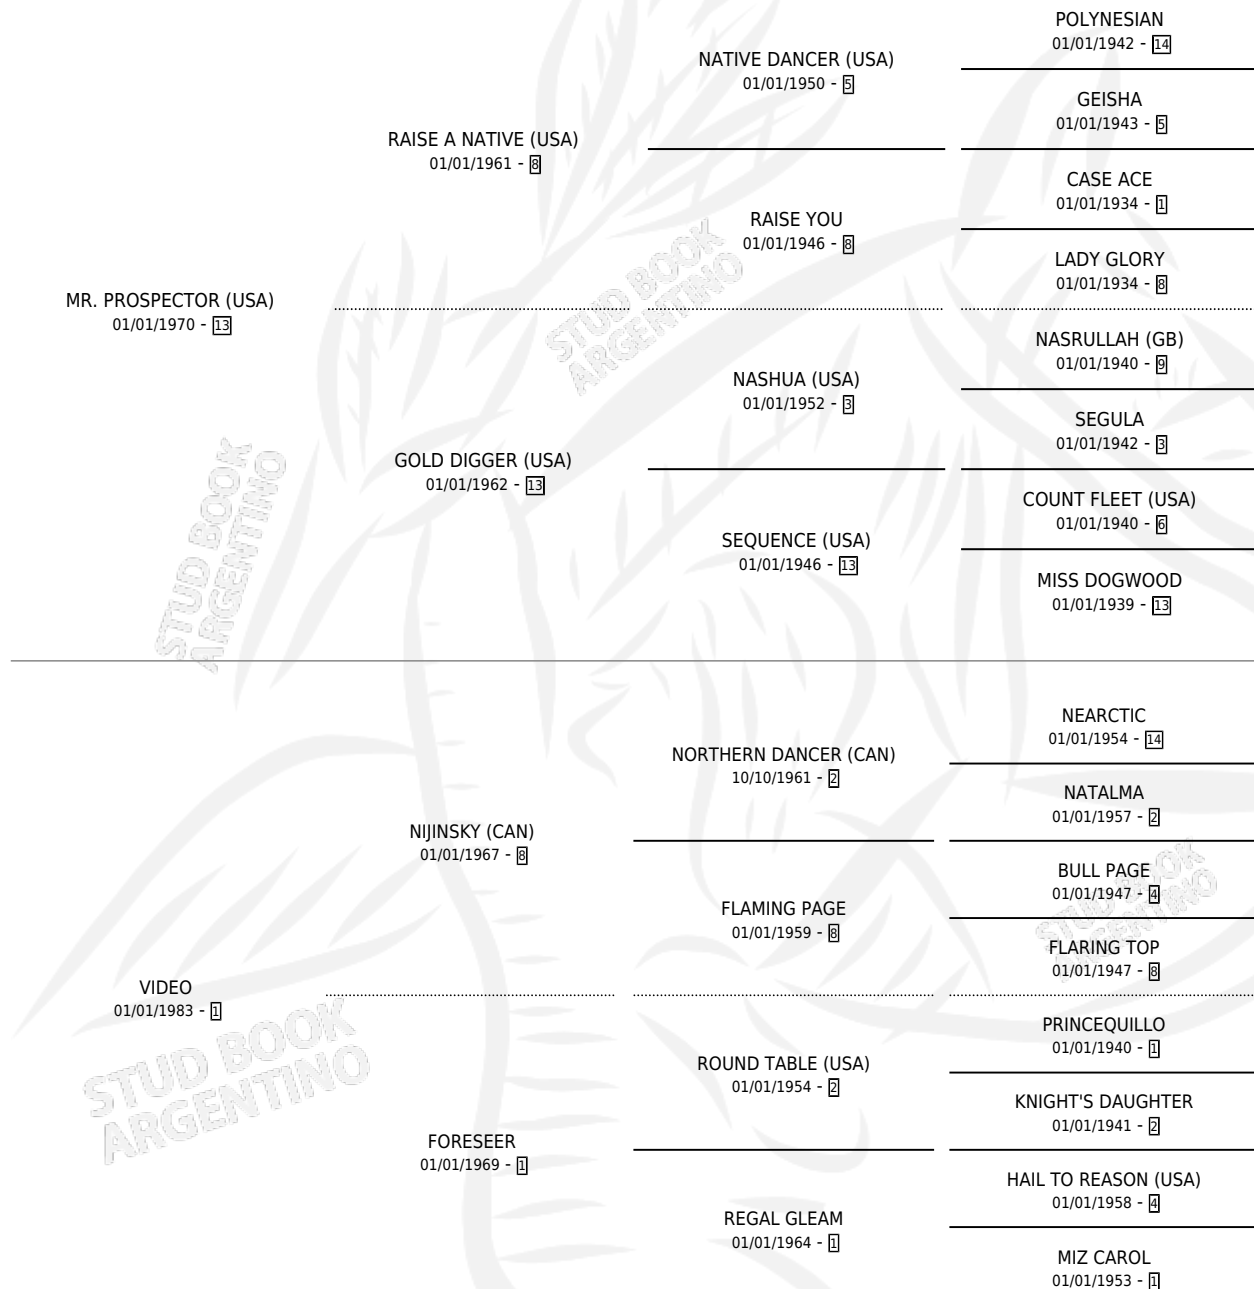 POLYNESIAN
01/01/1942 - 14
NATIVE DANCER (USA)
01/01/1950 - 5
GEISHA
01/01/1943 - 5
RAISE A NATIVE (USA)
01/01/1961 - 8
CASE ACE
01/01/1934 - 1
RAISE YOU
01/01/1946 - 8
LADY GLORY
01/01/1934 - 8
MR. PROSPECTOR (USA)
01/01/1970 - 13
STUD BOOK
ARGENTINO
NASRULLAH (GB)
01/01/1940 - 9
NASHUA (USA)
01/01/1952 - 3
SEGULA
01/01/1942 - 3
GOLD DIGGER (USA)
01/01/1962 - 13
COUNT FLEET (USA)
01/01/1940 - 6
SEQUENCE (USA)
01/01/1946 - 13
MISS DOGWOOD
01/01/1939 - 13
STUD BOOK
ARGENTINO
NEARCTIC
01/01/1954 - 14
NORTHERN DANCER (CAN)
10/10/1961 - 2
NATALMA
01/01/1957 - 2
NIJINSKY (CAN)
01/01/1967 - 8
BULL PAGE
01/01/1947 - 4
FLAMING PAGE
01/01/1959 - 8
STUD BOOK
ARGENTINO
FLARING TOP
01/01/1947 - 8
VIDEO
01/01/1983 - 1
PRINCEQUILLO
01/01/1940 - 1
ROUND TABLE (USA)
01/01/1954 - 2
KNIGHT'S DAUGHTER
01/01/1941 - 2
STUD BOOK
ARGENTINO
FORESEER
01/01/1969 - 1
HAIL TO REASON (USA)
01/01/1958 - 4
REGAL GLEAM
01/01/1964 - 1
MIZ CAROL
01/01/1953 - 1